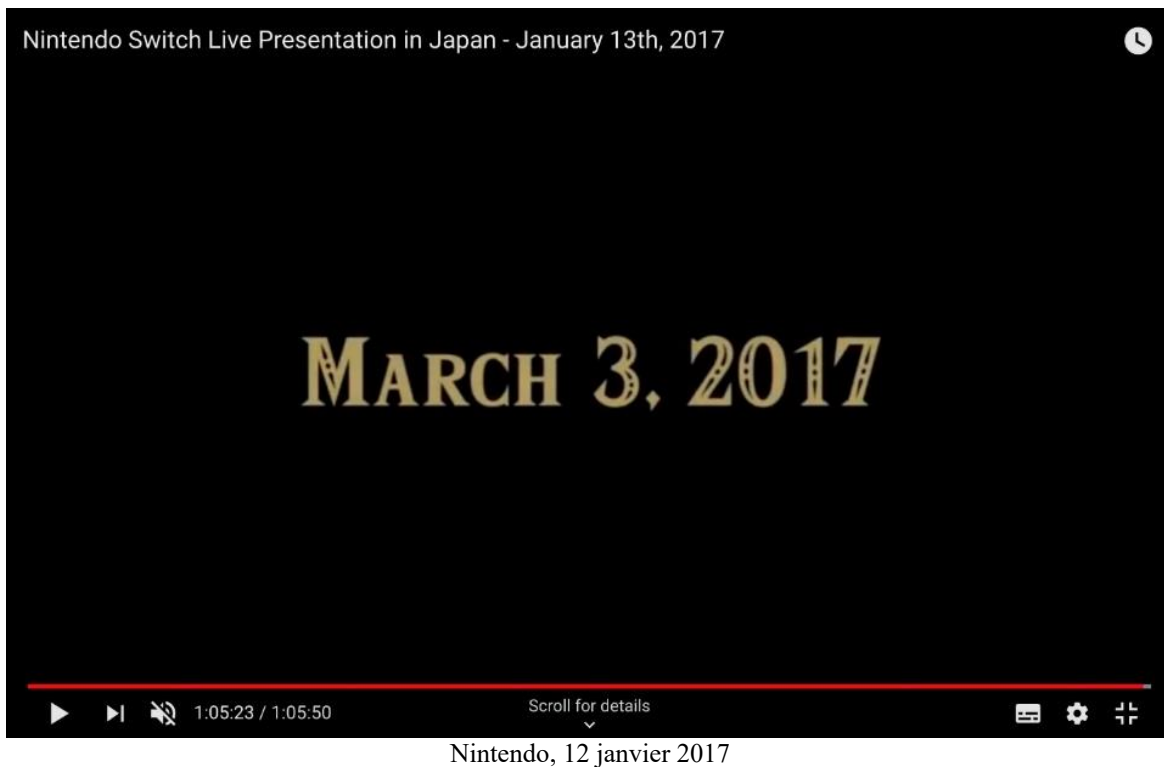 Nintendo Switch Live Presentation in Japan - January 13th, 2017
MARCH 3, 2017
1:05:23 / 1:05:50
Scroll for details
Nintendo, 12 janvier 2017